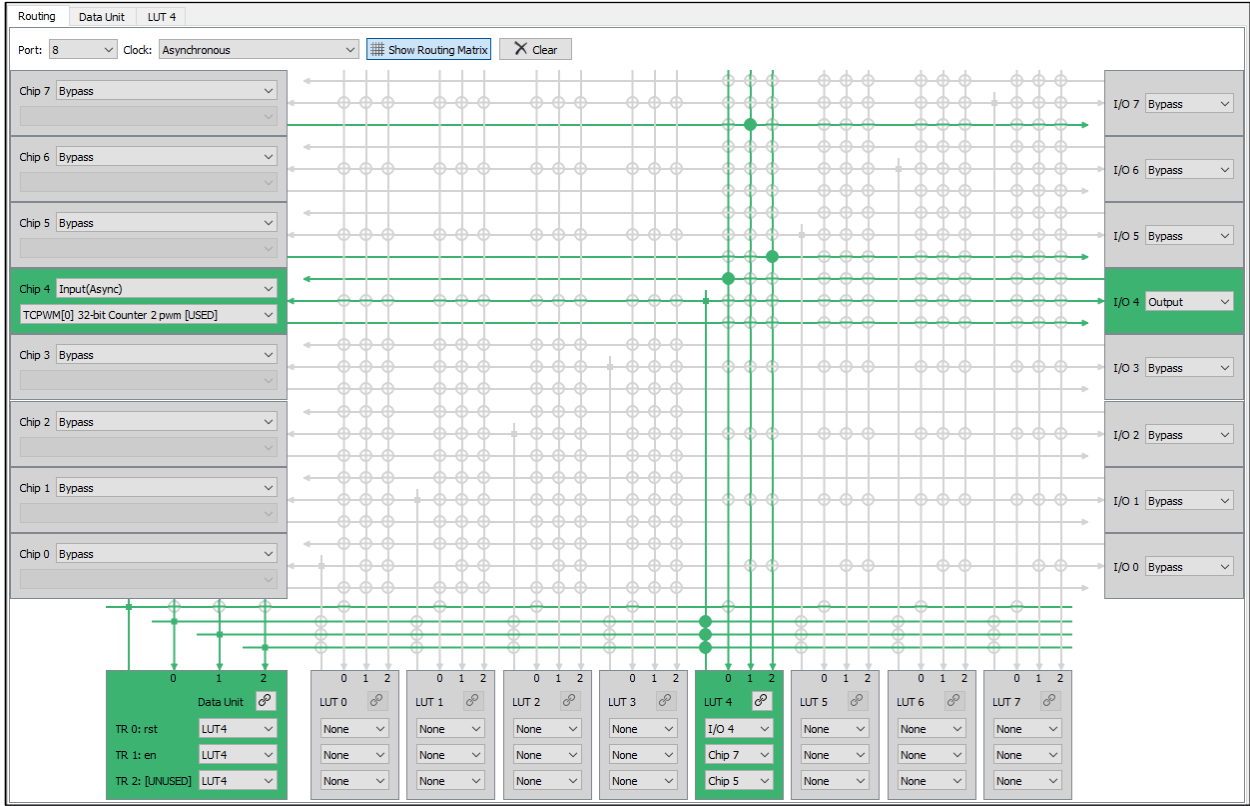 Routing Data Unit LUT 4
Port: 8 Clock: Asynchronous Show Routing Matrix Clear
Chip 7 Bypass
I/O 7 Bypass
Chip 6 Bypass
I/O 6 Bypass
Chip 5 Bypass
I/O 5 Bypass
Chip 4 Input(Async)
TCPWM[0] 32-bit Counter 2 pwm [USED]
I/O 4 Output
Chip 3 Bypass
I/O 3 Bypass
Chip 2 Bypass
I/O 2 Bypass
Chip 1 Bypass
I/O 1 Bypass
Chip 0 Bypass
I/O 0 Bypass
0 1 2 0 1 2 0 1 2 0 1 2 0 1 2 0 1 2 0 1 2 0 1 2 0 1 2
Data Unit LUT 0 LUT 1 LUT 2 LUT 3 LUT 4 LUT 5 LUT 6 LUT 7
TR 0: rst LUT4 None None None None I/O 4 None None None
TR 1: en LUT4 None None None None Chip 7 None None None
TR 2: [UNUSED] LUT4 None None None None Chip 5 None None None